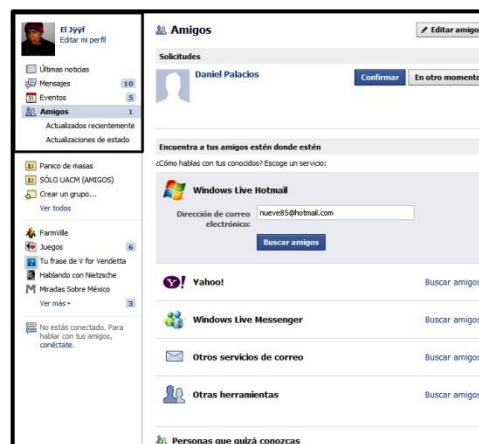 El Jyyf
Editar mi perfil
Últimas noticias
Mensajes 10
Eventos 5
Amigos 1
Actualizados recientemente
Actualizaciones de estado
Panico de masas
SÓLO UACM (AMIGOS)
Crear un grupo...
Ver todos
FarmVille
Juegos 6
Tu frase de V for Vendetta
Hablando con Nietzsche
Miradas Sobre México
Ver más 3
No estás conectado. Para
hablar con tus amigos,
conéctate.
Amigos
Editar amigo
Solicitudes
Daniel Palacios
Confirmar
En otro momento
Encuentra a tus amigos estén donde estén
¿Cómo hablas con tus conocidos? Escoge un servicio:
Windows Live Hotmail
Dirección de correo
electrónico:
nueve85@hotmail.com
Buscar amigos
Yahoo!
Buscar amigos
Windows Live Messenger
Buscar amigos
Otros servicios de correo
Buscar amigos
Otras herramientas
Buscar amigos
Personas que quizá conozcas